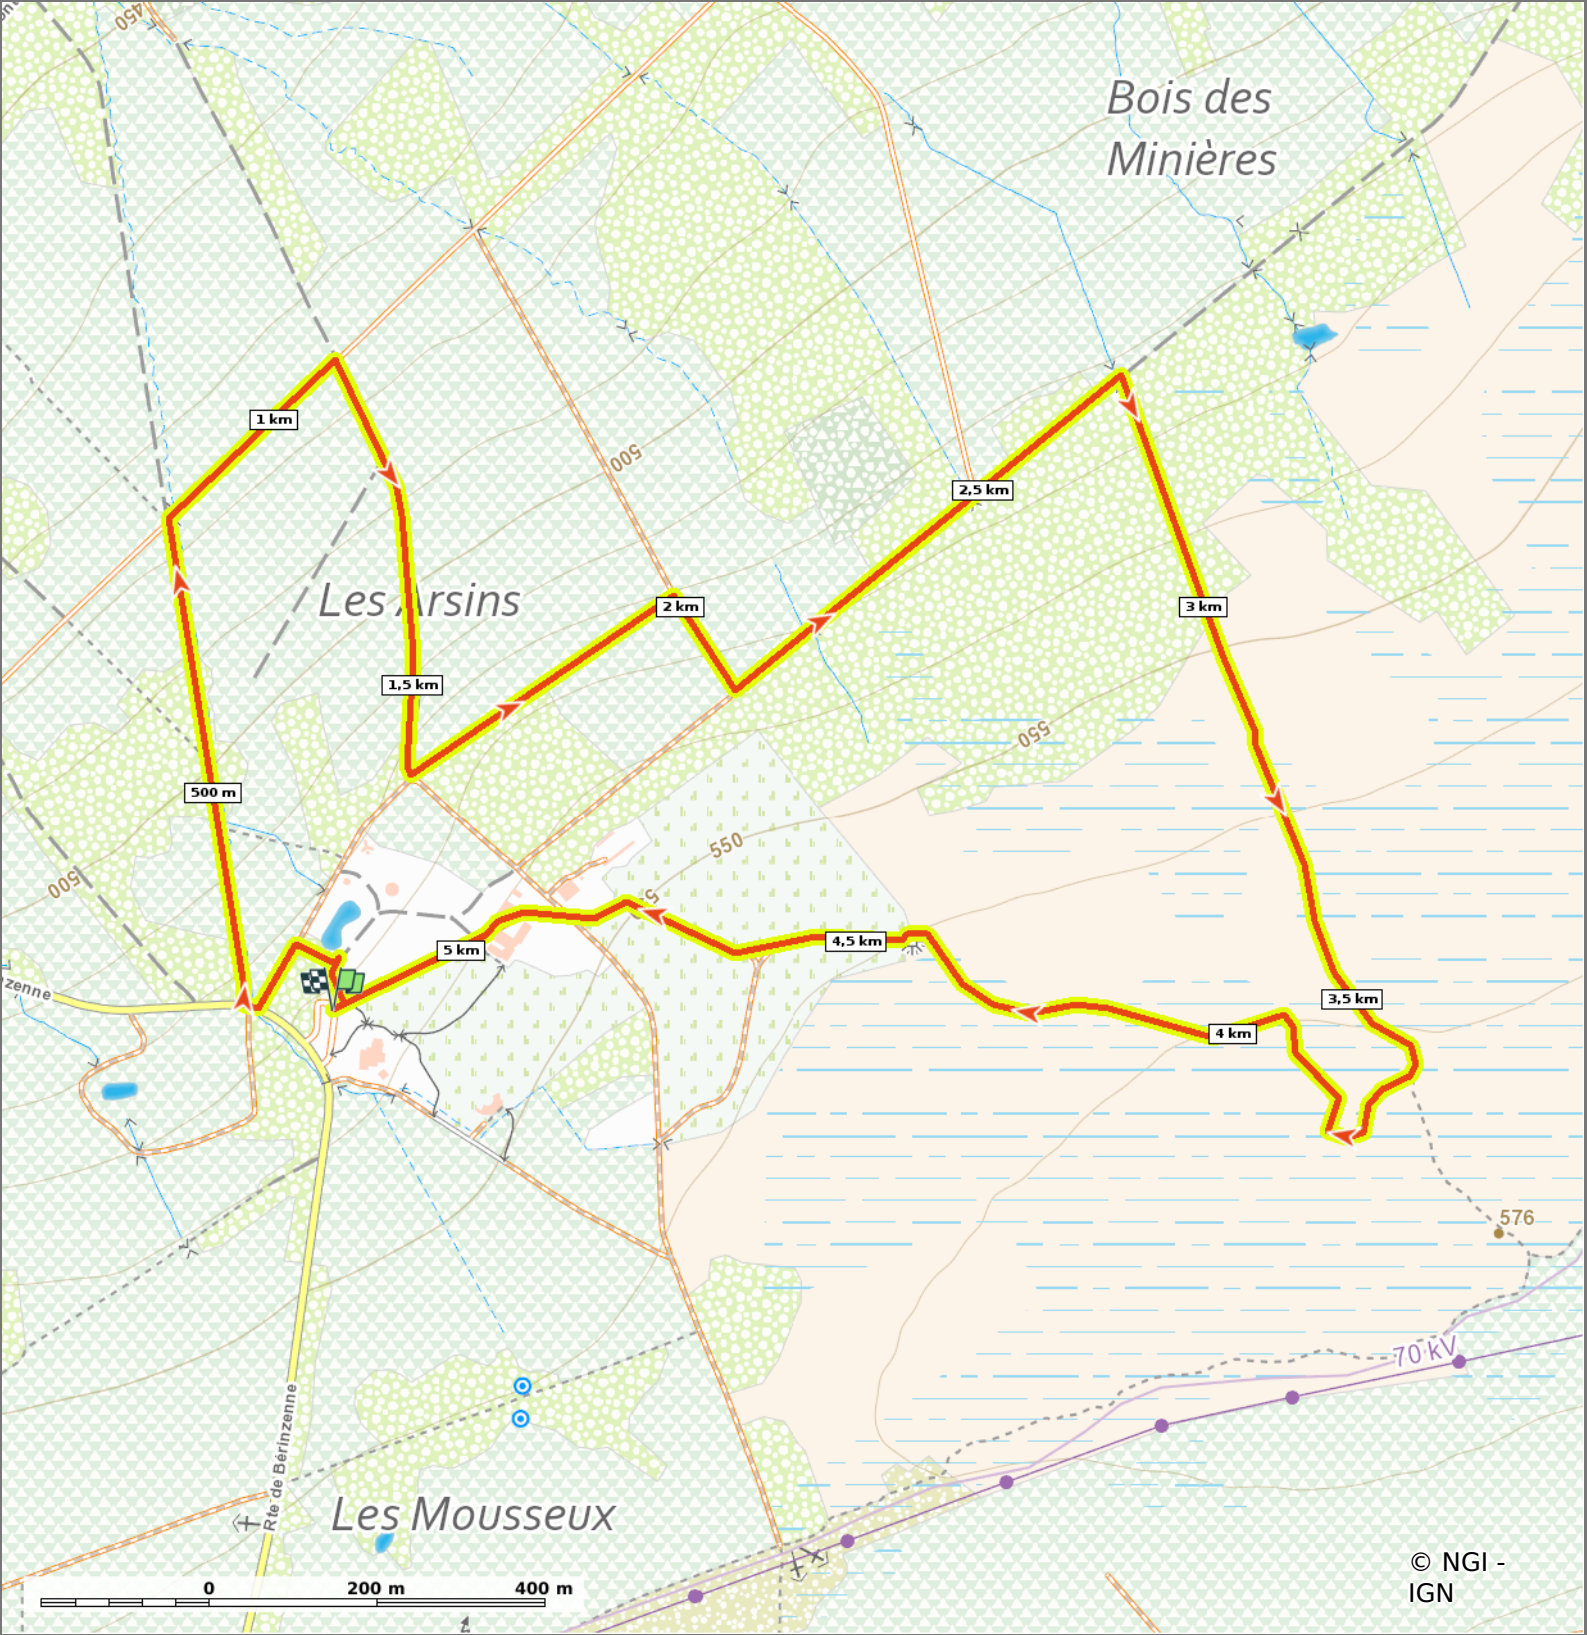 450
Bois des
Minières
1 km
500
2,5 km
Les Arsins
2 km
3 km
1,5 km
550
500 m
550
500
4,5 km
5 km
zenne
3,5 km
4 km
576
70 kV
Rte de Bérinzenne
Les Mousseux
0 200 m 400 m
© NGI -
IGN